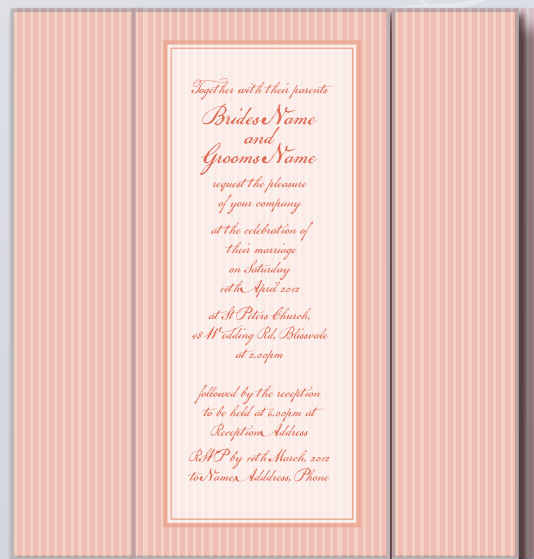 Together with their parents
Brides Name
and
Grooms Name
request the pleasure
of your company
at the celebration of
their marriage
on Saturday
14th April 2012
at St Peters Church,
48 Wedding Rd, Blissvale
at 2.00pm
followed by the reception
to be held at 6.00pm at
Reception Address
RSVP by 14th March, 2012
to Name Adddress, Phone